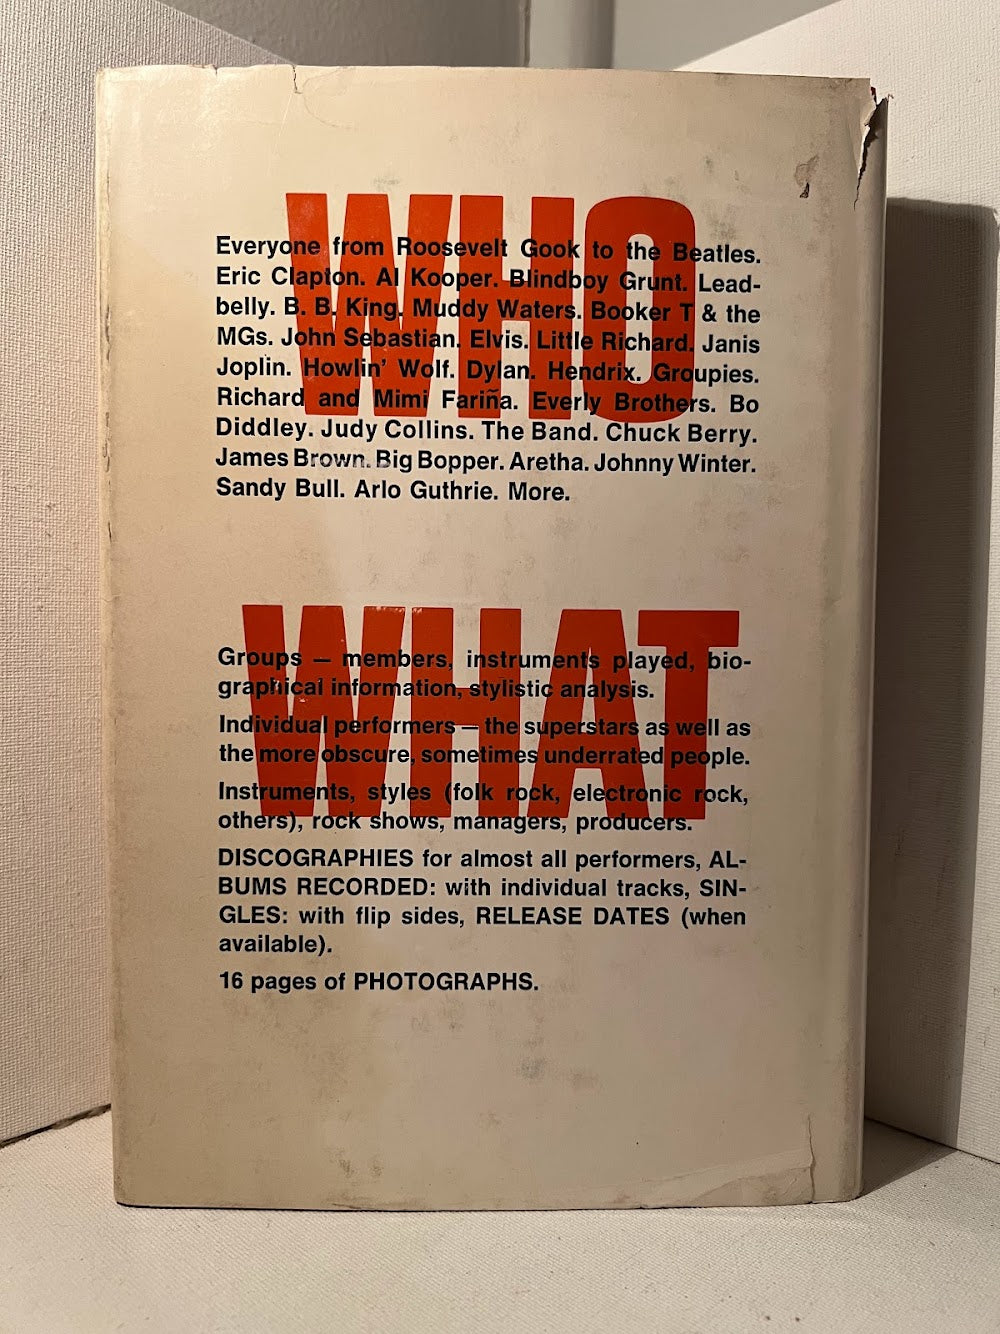 WHO
Everyone from Roosevelt Gook to the Beatles.
Eric Clapton. Al Kooper. Blindboy Grunt. Lead-
belly. B. B. King. Muddy Waters. Booker T & the
MGs. John Sebastian. Elvis. Little Richard. Janis
Joplin. Howlin’ Wolf. Dylan. Hendrix. Groupies.
Richard and Mimi Fariña. Everly Brothers. Bo
Diddley. Judy Collins. The Band. Chuck Berry.
James Brown. Big Bopper. Aretha. Johnny Winter.
Sandy Bull. Arlo Guthrie. More.
WHAT
Groups — members, instruments played, bio-
graphical information, stylistic analysis.
Individual performers — the superstars as well as
the more obscure, sometimes underrated people.
Instruments, styles (folk rock, electronic rock,
others), rock shows, managers, producers.
DISCOGRAPHIES for almost all performers, AL-
BUMS RECORDED: with individual tracks, SIN-
GLES: with flip sides, RELEASE DATES (when
available).
16 pages of PHOTOGRAPHS.